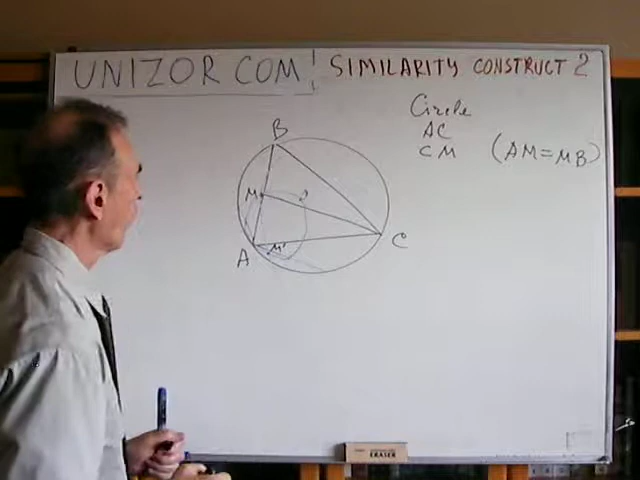 UNIZOR.COM!
SIMILARITY CONSTRUCT 2
Circle
AC
CM (AM=MB)
B
M
O
A
M'
C
ERASER